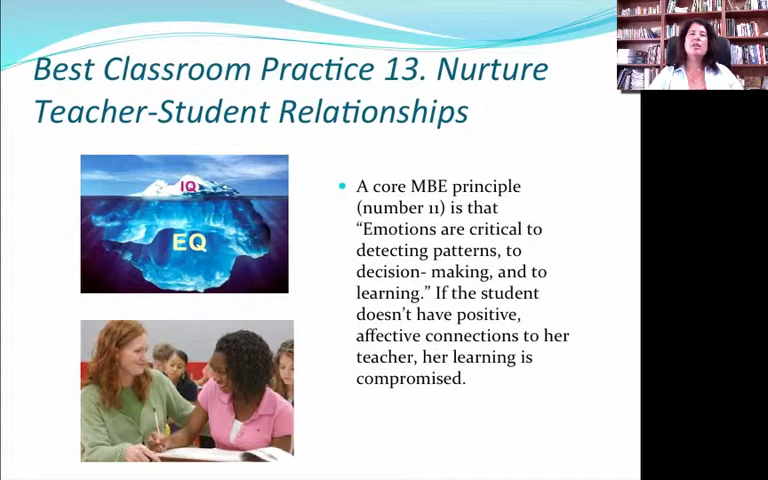 Best Classroom Practice 13. Nurture
Teacher-Student Relationships
IQ
EQ
A core MBE principle
(number 11) is that
“Emotions are critical to
detecting patterns, to
decision- making, and to
learning.” If the student
doesn’t have positive,
affective connections to her
teacher, her learning is
compromised.